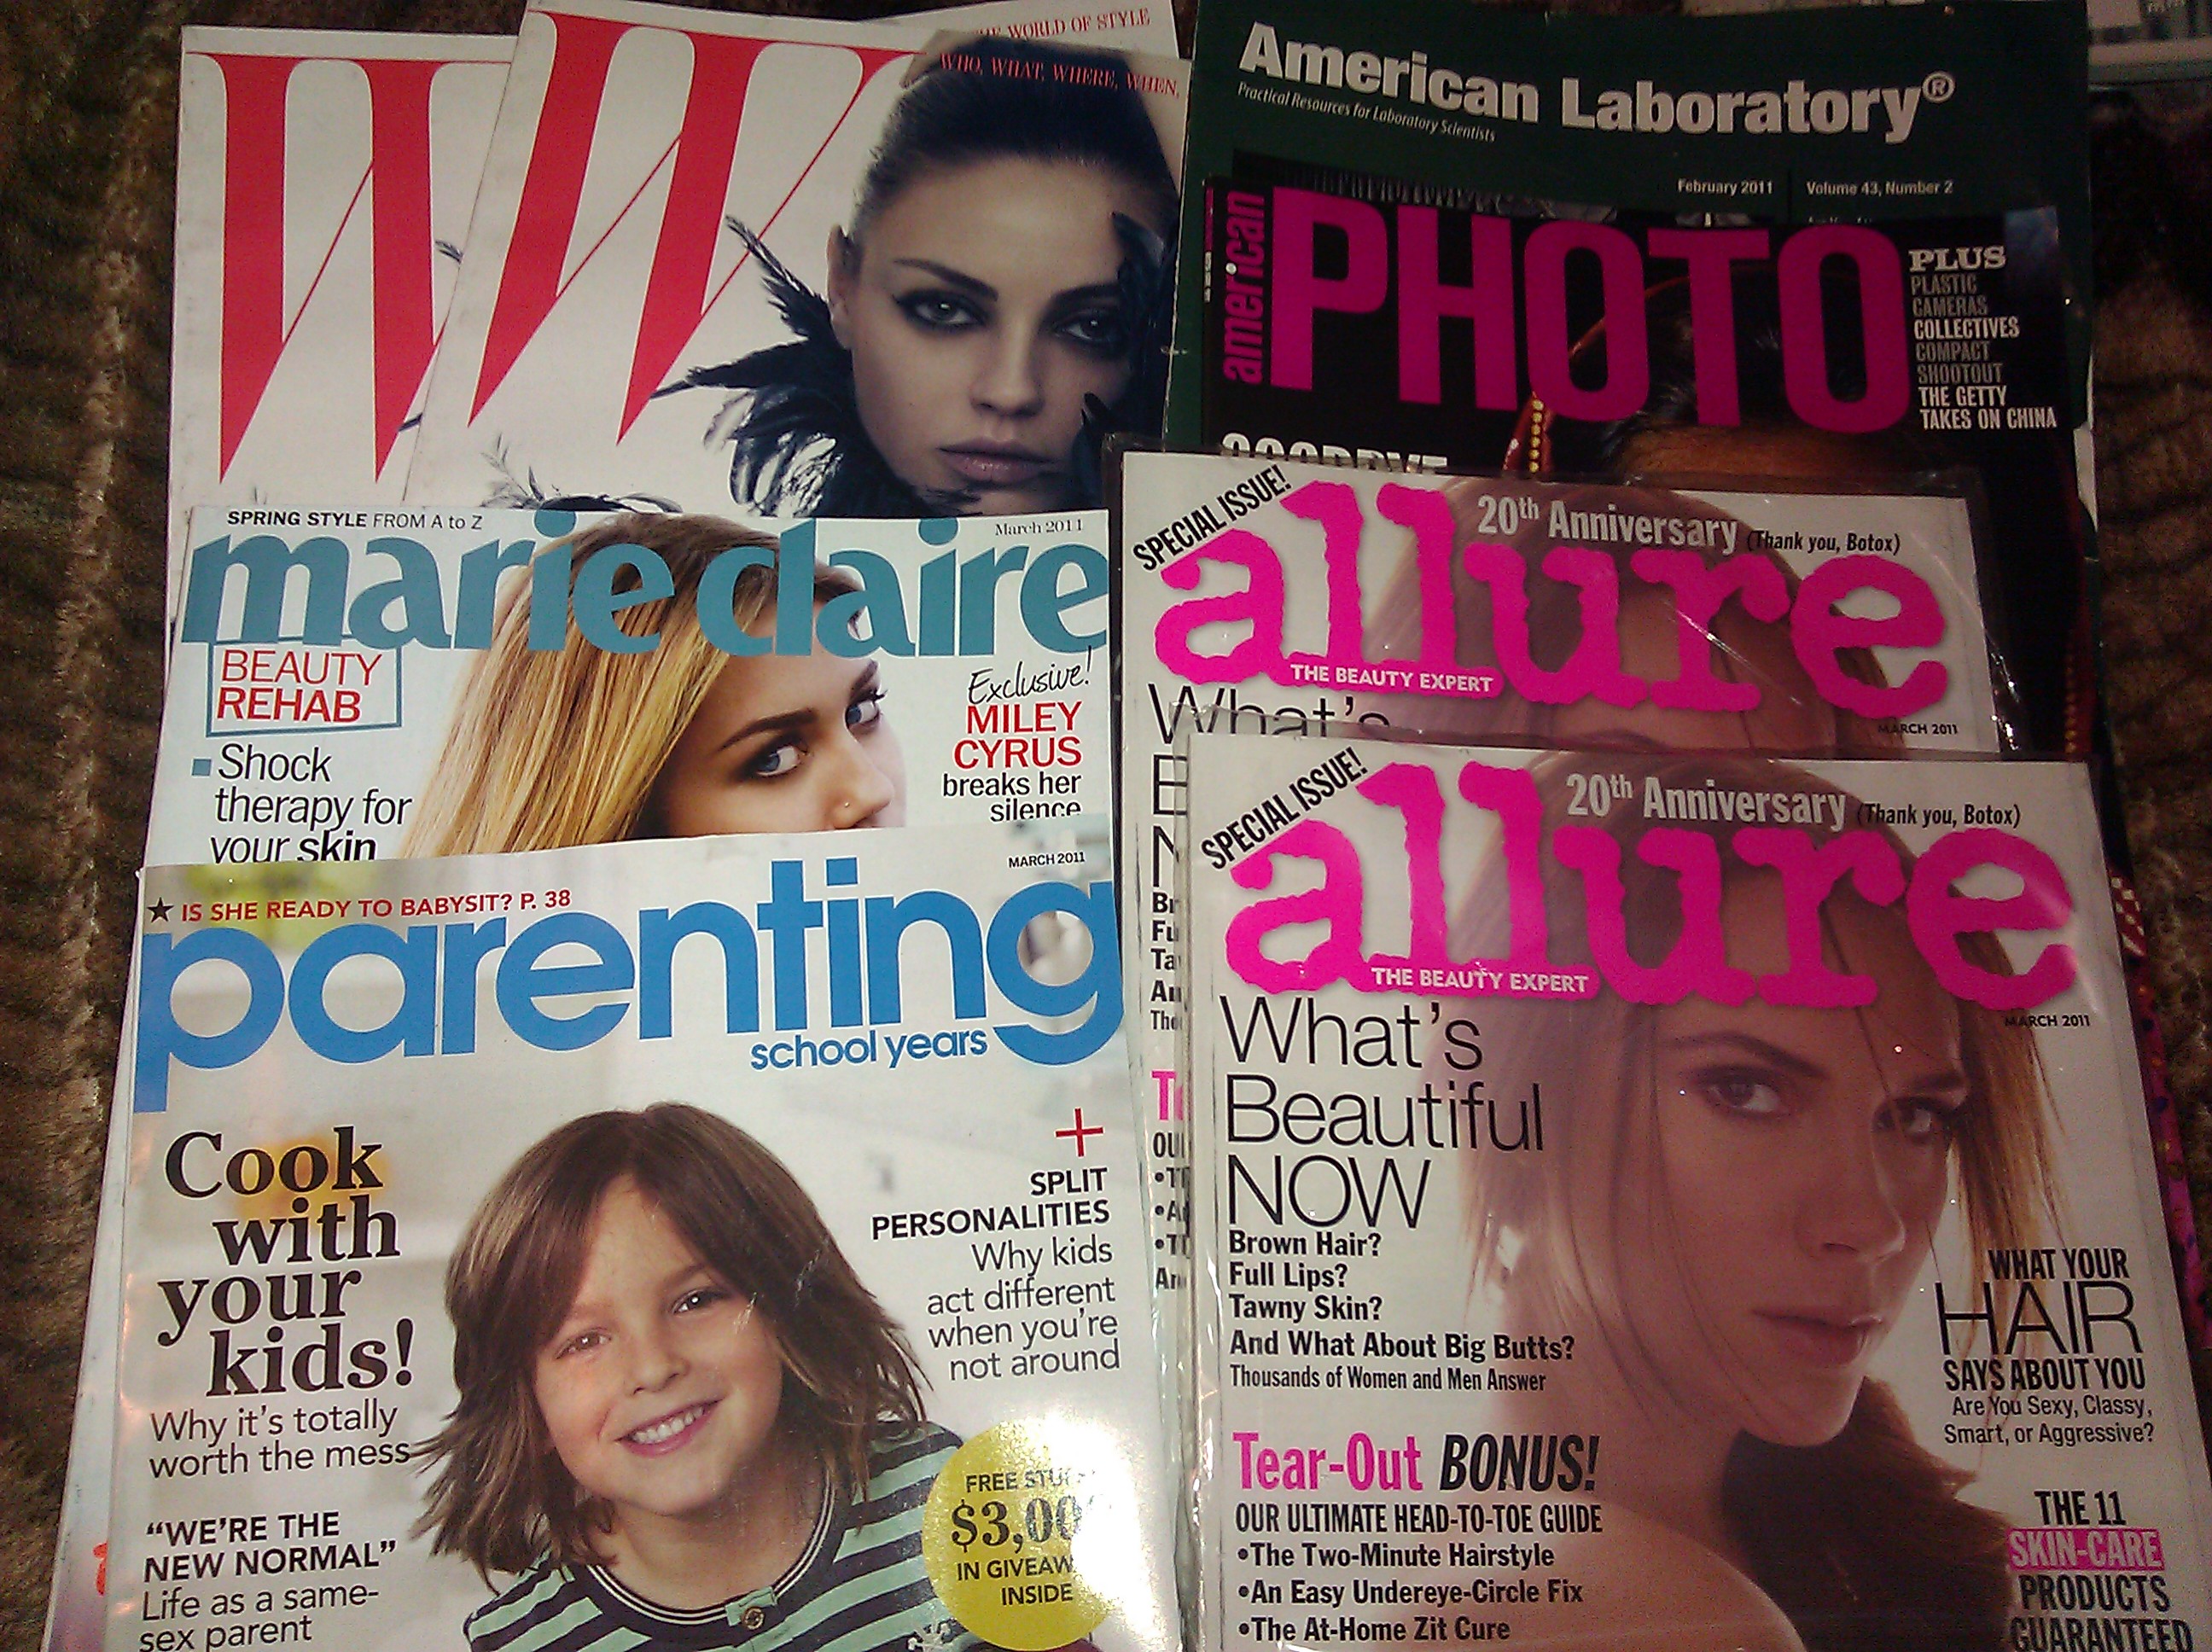 W
W
THE WORLD OF STYLE
WHO, WHAT, WHERE, WHEN,
American Laboratory®
Practical Resources for Laboratory Scientists
February 2011
Volume 43, Number 2
american
PHOTO
PLUS
PLASTIC
CAMERAS
COLLECTIVES
COMPACT
SHOOTOUT
THE GETTY
TAKES ON CHINA
GOODBYE
SPRING STYLE FROM A to Z
March 2011
marie claire
BEAUTY
REHAB
Shock
therapy for
your skin
Exclusive!
MILEY
CYRUS
breaks her
silence
SPECIAL ISSUE!
20th Anniversary (Thank you, Botox)
allure
THE BEAUTY EXPERT
MARCH 2011
What's
MARCH 2011
★ IS SHE READY TO BABYSIT? P. 38
parenting
school years
Cook
with
your
kids!
Why it's totally
worth the mess
"WE'RE THE
NEW NORMAL"
Life as a same-
sex parent
+
SPLIT
PERSONALITIES
Why kids
act different
when you're
not around
FREE STUFF
$3,00
IN GIVEAW
INSIDE
SPECIAL ISSUE!
20th Anniversary (Thank you, Botox)
allure
THE BEAUTY EXPERT
MARCH 2011
What's
Beautiful
NOW
Brown Hair?
Full Lips?
Tawny Skin?
And What About Big Butts?
Thousands of Women and Men Answer
Tear-Out BONUS!
OUR ULTIMATE HEAD-TO-TOE GUIDE
•The Two-Minute Hairstyle
•An Easy Undereye-Circle Fix
•The At-Home Zit Cure
WHAT YOUR
HAIR
SAYS ABOUT YOU
Are You Sexy, Classy,
Smart, or Aggressive?
THE 11
SKIN-CARE
PRODUCTS
GUARANTEED